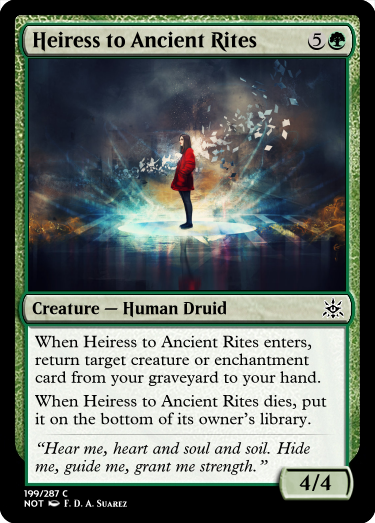 Heiress to Ancient Rites 5
Creature — Human Druid
When Heiress to Ancient Rites enters,
return target creature or enchantment
card from your graveyard to your hand.
When Heiress to Ancient Rites dies, put
it on the bottom of its owner's library.
“Hear me, heart and soul and soil. Hide
me, guide me, grant me strength.”
4/4
199/287 C
NOT F. D. A. Suarez